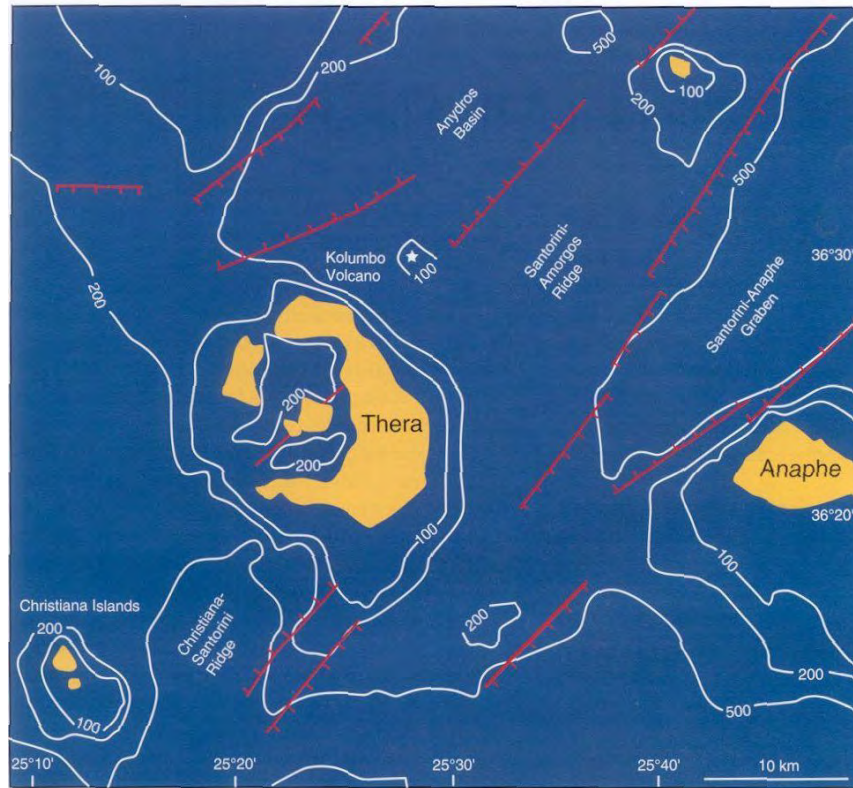 500
200
100
100
200
Anydros
Basin
500
Kolumbo
Volcano
100
Santorini-
Amorgos
Ridge
36°30'
Santorini-Anaphe
Graben
200
200
Thera
200
Anaphe
36°20'
100
100
Christiana Islands
200
Christiana-
Santorini
Ridge
200
100
200
500
25°10'
25°20'
25°30'
25°40'
10 km